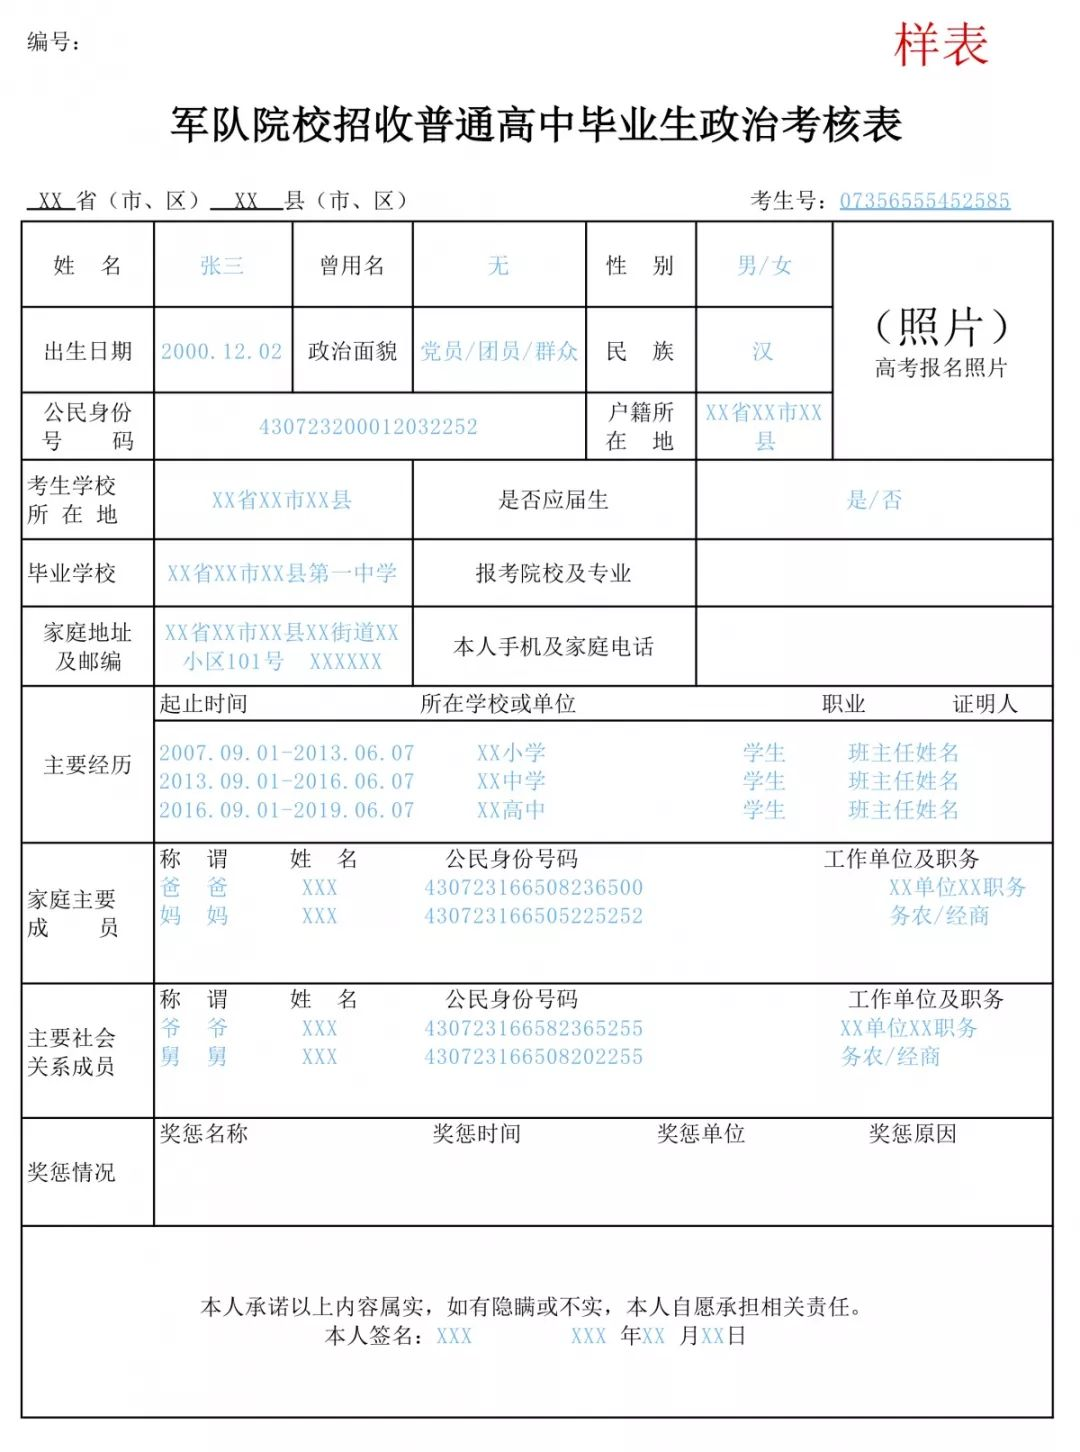 编号：
样表
军队院校招收普通高中毕业生政治考核表
XX 省（市、区） XX 县（市、区）
考生号：07356555452585
姓 名 张三 曾用名 无 性 别 男/女
（照片）
高考报名照片
出生日期 2000.12.02 政治面貌 党员/团员/群众 民 族 汉
公民身份
号 码
430723200012032252
户籍所
在 地
XX省XX市XX
县
考生学校
所 在 地
XX省XX市XX县 是否应届生 是/否
毕业学校 XX省XX市XX县第一中学 报考院校及专业
家庭地址
及邮编
XX省XX市XX县XX街道XX
小区101号 XXXXXX
本人手机及家庭电话
主要经历
起止时间 所在学校或单位 职业 证明人
2007.09.01-2013.06.07 XX小学 学生 班主任姓名
2013.09.01-2016.06.07 XX中学 学生 班主任姓名
2016.09.01-2019.06.07 XX高中 学生 班主任姓名
家庭主要
成 员
称 谓 姓 名 公民身份号码 工作单位及职务
爸 爸 XXX 430723166508236500 XX单位XX职务
妈 妈 XXX 430723166505225252 务农/经商
主要社会
关系成员
称 谓 姓 名 公民身份号码 工作单位及职务
爷 爷 XXX 430723166582365255 XX单位XX职务
舅 舅 XXX 430723166508202255 务农/经商
奖惩情况
奖惩名称 奖惩时间 奖惩单位 奖惩原因
本人承诺以上内容属实，如有隐瞒或不实，本人自愿承担相关责任。
本人签名：XXX XXX 年XX 月XX日